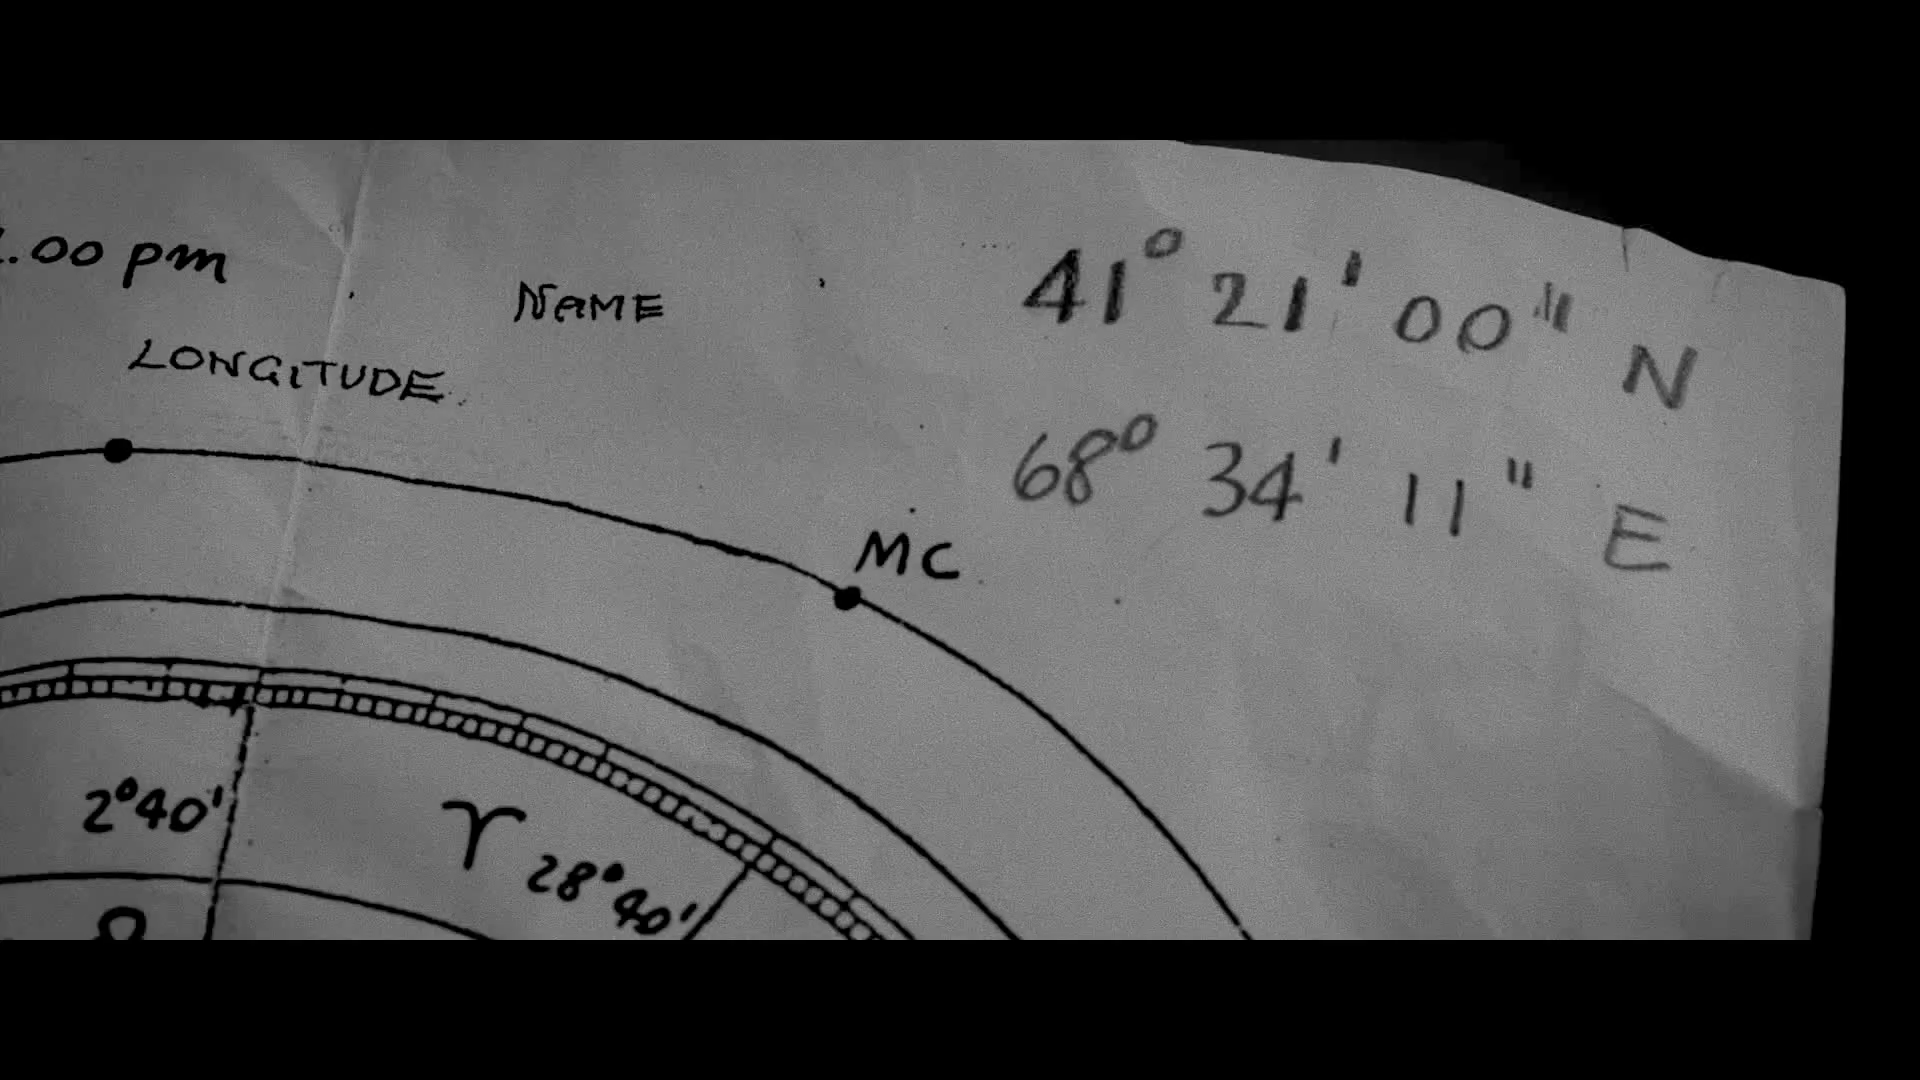 .00 pm
NAME
LONGITUDE
41° 21' 00" N
68° 34' 11" E
MC
2°40'
♈ 28°40'